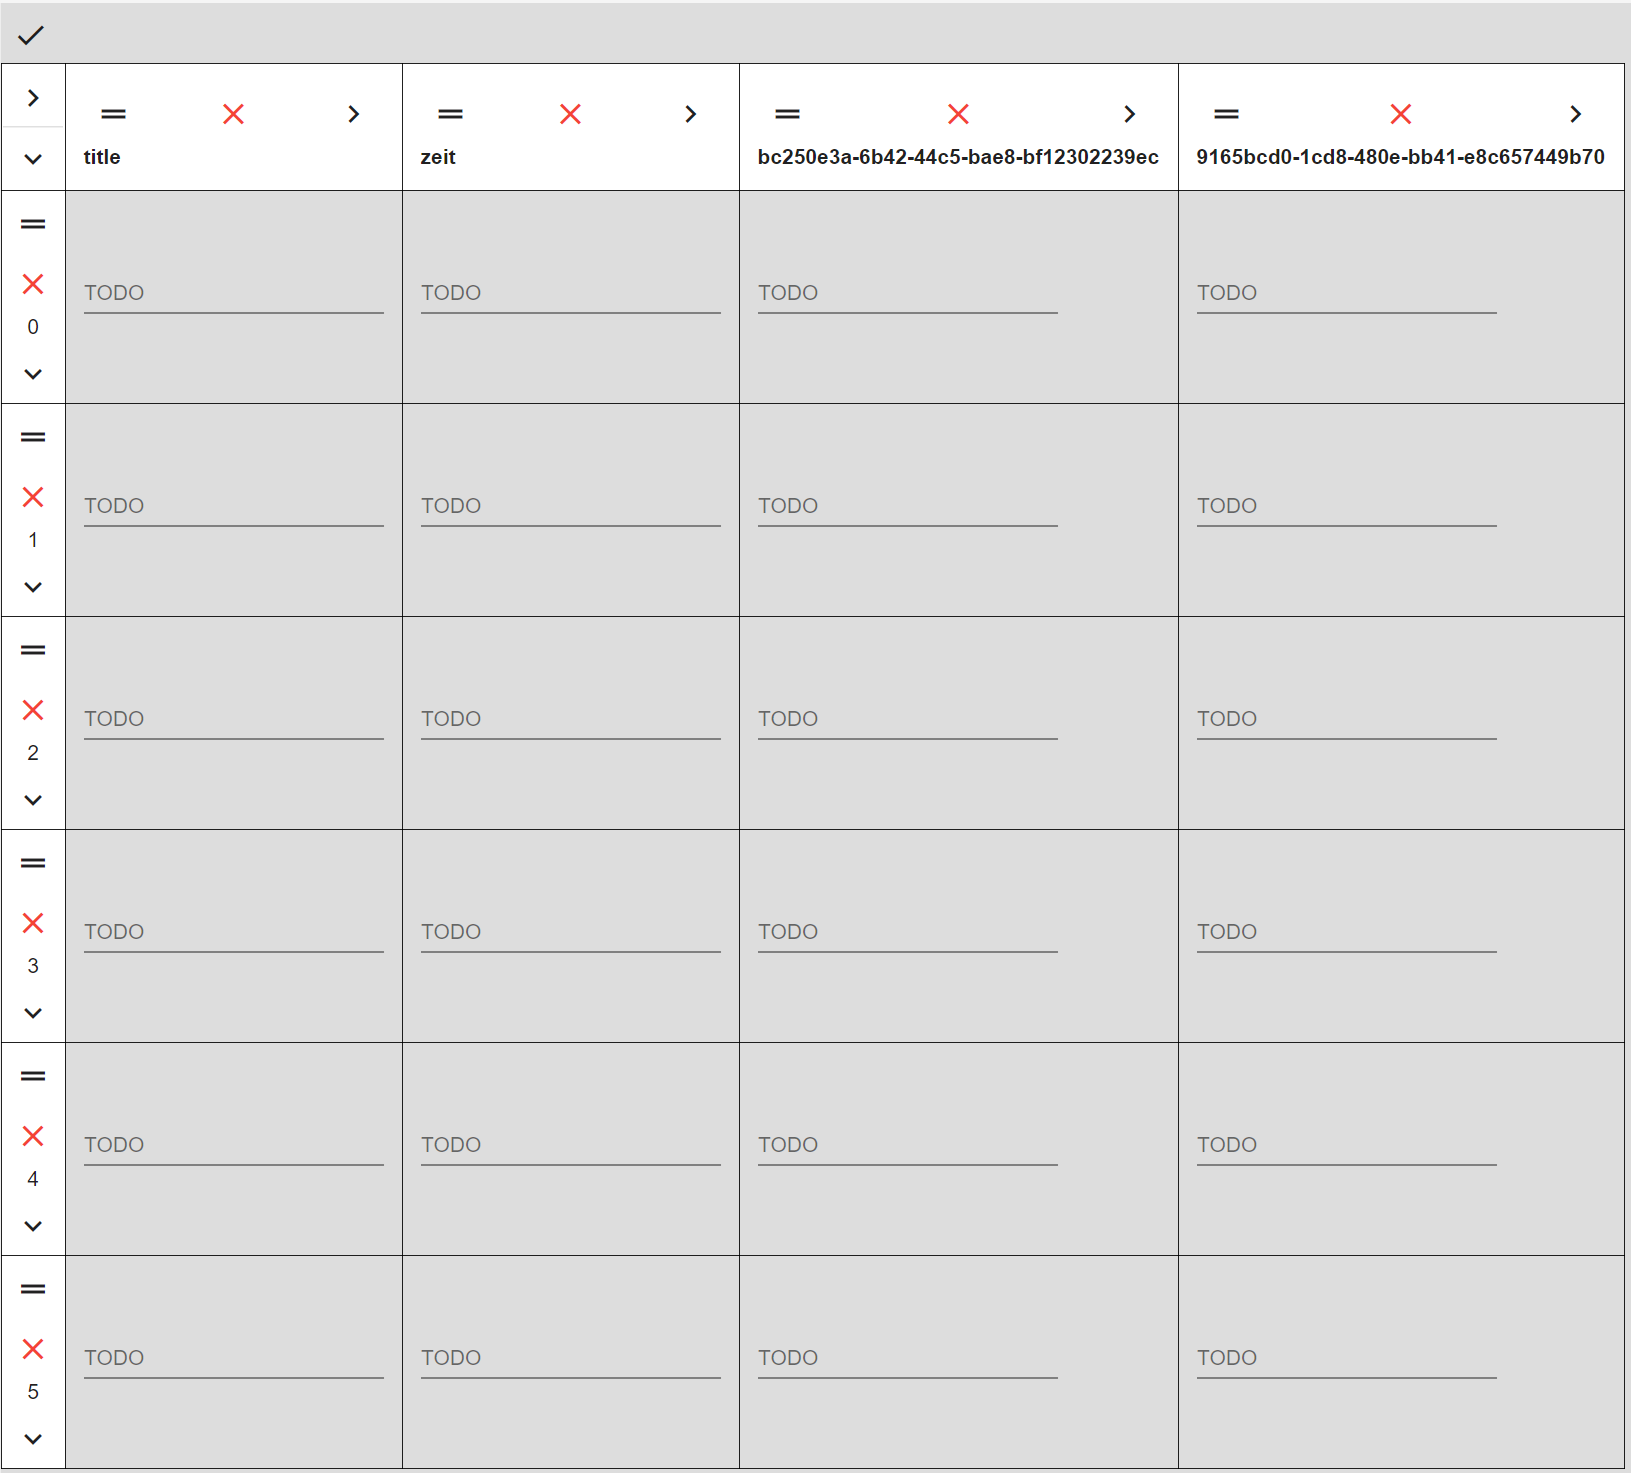 title zeit bc250e3a-6b42-44c5-bae8-bf12302239ec 9165bcd0-1cd8-480e-bb41-e8c657449b70
TODO TODO TODO TODO
0
TODO TODO TODO TODO
1
TODO TODO TODO TODO
2
TODO TODO TODO TODO
3
TODO TODO TODO TODO
4
TODO TODO TODO TODO
5